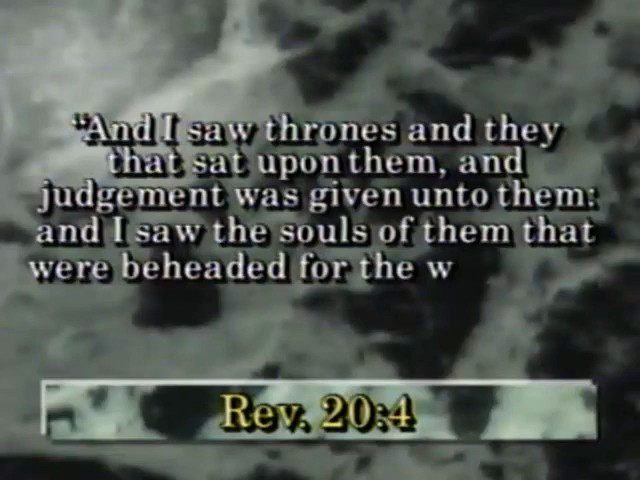 "And I saw thrones and they
that sat upon them, and
judgement was given unto them:
and I saw the souls of them that
were beheaded for the w
Rev. 20:4